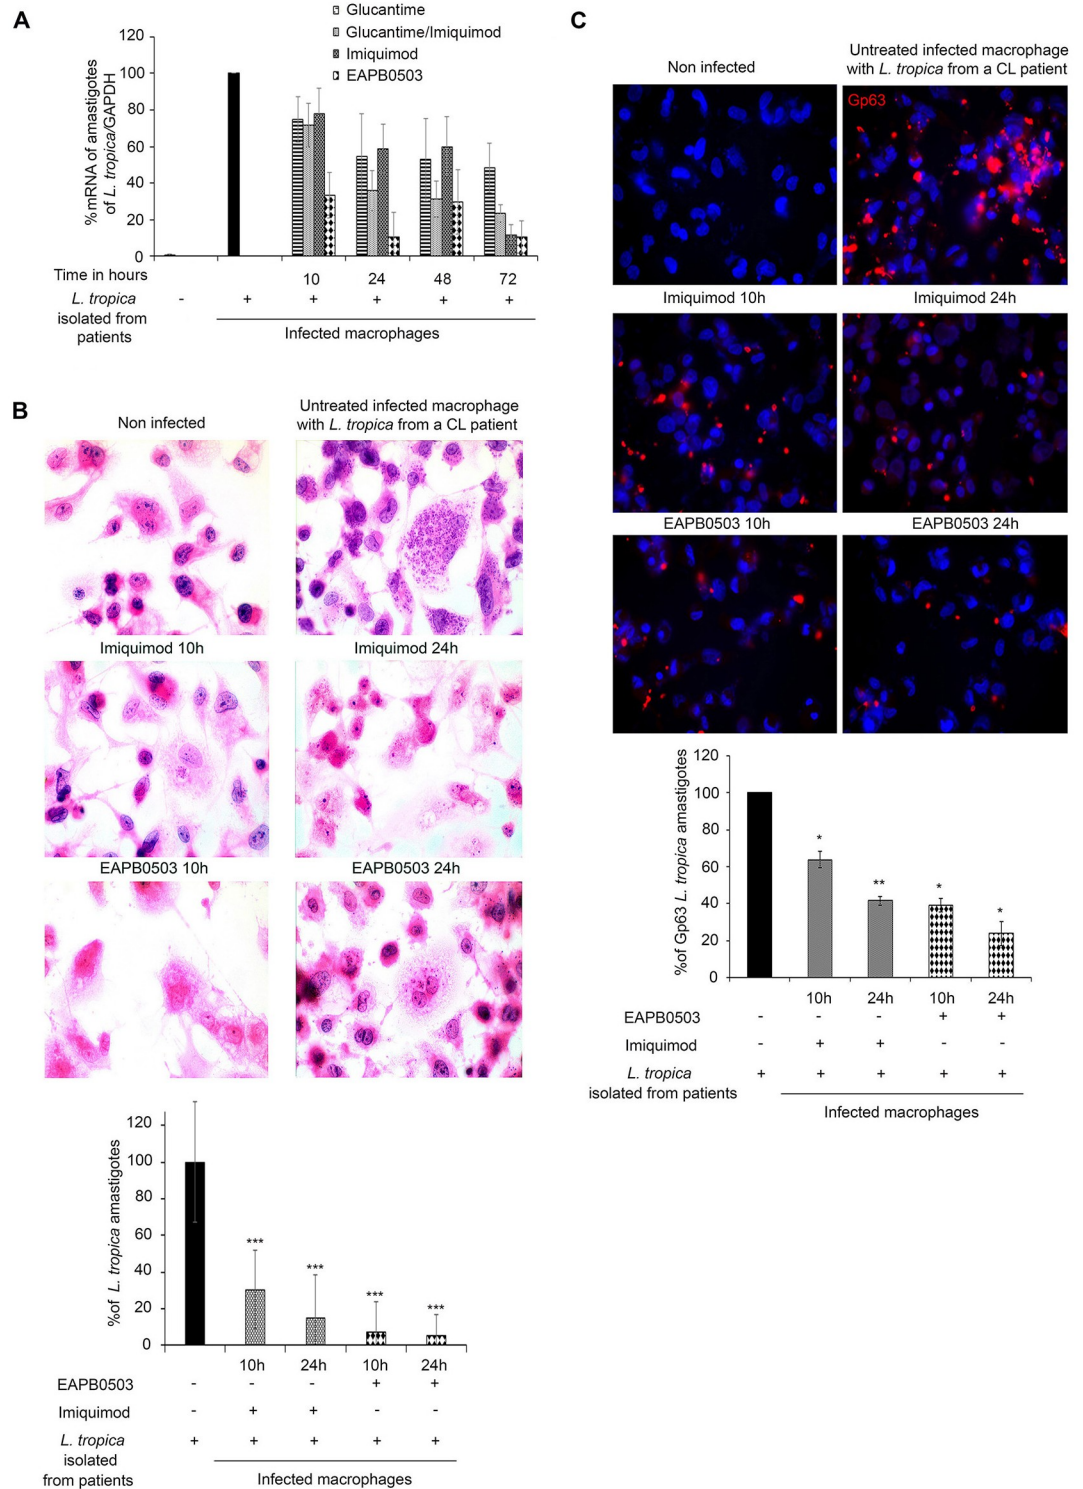 A
Glucantime
Glucantime/Imiquimod
Imiquimod
EAPB0503
% mRNA of amastigotes
of L. tropica/GAPDH
120
100
80
60
40
20
0
Time in hours 10 24 48 72
L. tropica - + + + + +
isolated from
patients
Infected macrophages
B
Non infected
Untreated infected macrophage
with L. tropica from a CL patient
Imiquimod 10h
Imiquimod 24h
EAPB0503 10h
EAPB0503 24h
%of L. tropica amastigotes
120
100
80
60
40
20
0
*** *** *** ***
10h 24h 10h 24h
EAPB0503 - - - + +
Imiquimod - + + - -
L. tropica + + + + +
isolated
from patients
Infected macrophages
C
Non infected
Untreated infected macrophage
with L. tropica from a CL patient
Gp63
Imiquimod 10h
Imiquimod 24h
EAPB0503 10h
EAPB0503 24h
%of Gp63 L. tropica amastigotes
120
100
80
60
40
20
0
* ** * *
10h 24h 10h 24h
EAPB0503 - - - + +
Imiquimod - + + - -
L. tropica + + + + +
isolated from patients
Infected macrophages